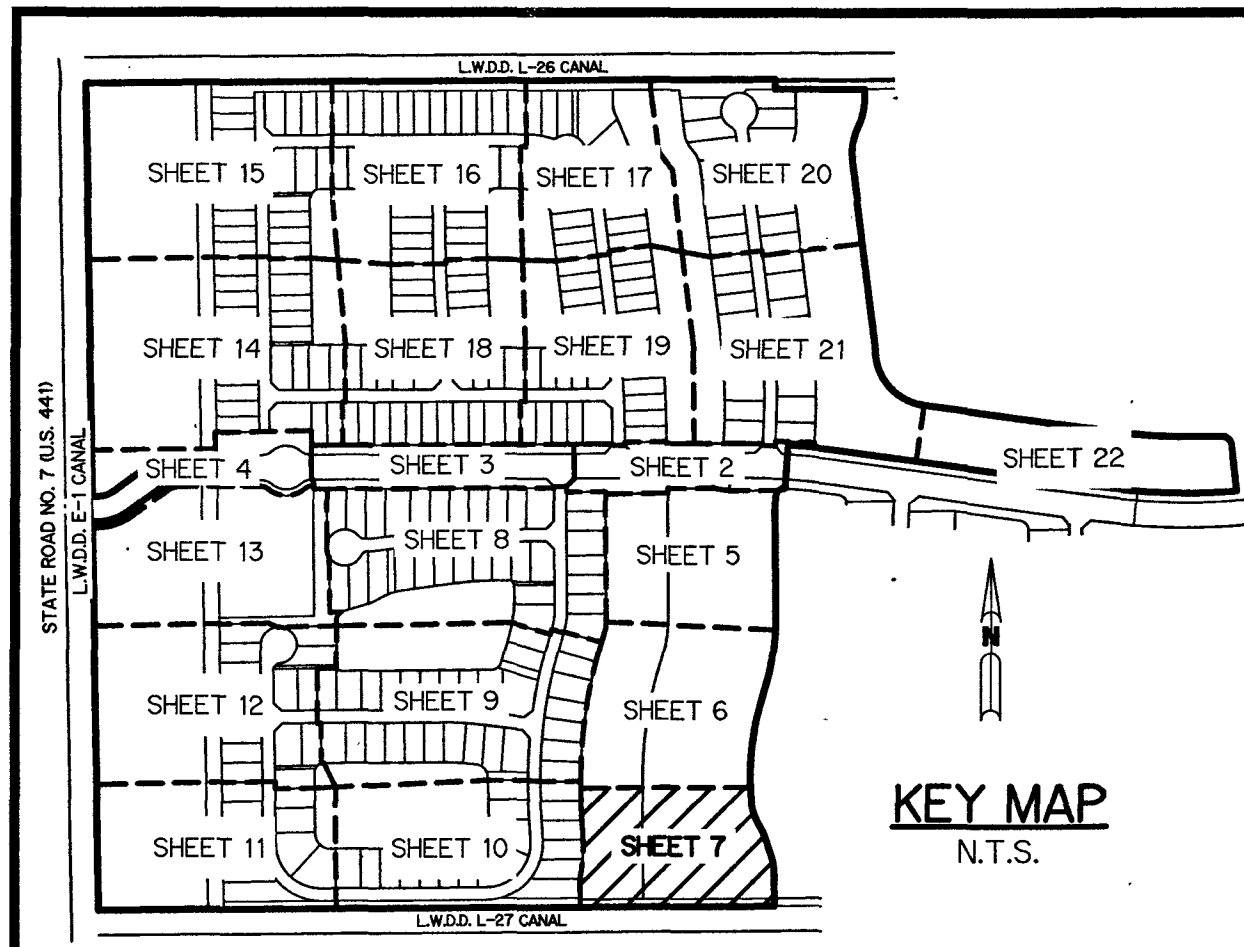 L.W.D.D. L-26 CANAL
SHEET 15
SHEET 16
SHEET 17
SHEET 20
SHEET 14
SHEET 18
SHEET 19
SHEET 21
STATE ROAD NO. 7 (U.S. 441)
L.W.D.D. E-1 CANAL
SHEET 4
SHEET 3
SHEET 2
SHEET 22
SHEET 13
SHEET 8
SHEET 5
N
SHEET 12
SHEET 9
SHEET 6
KEY MAP
N.T.S.
SHEET 11
SHEET 10
SHEET 7
L.W.D.D. L-27 CANAL